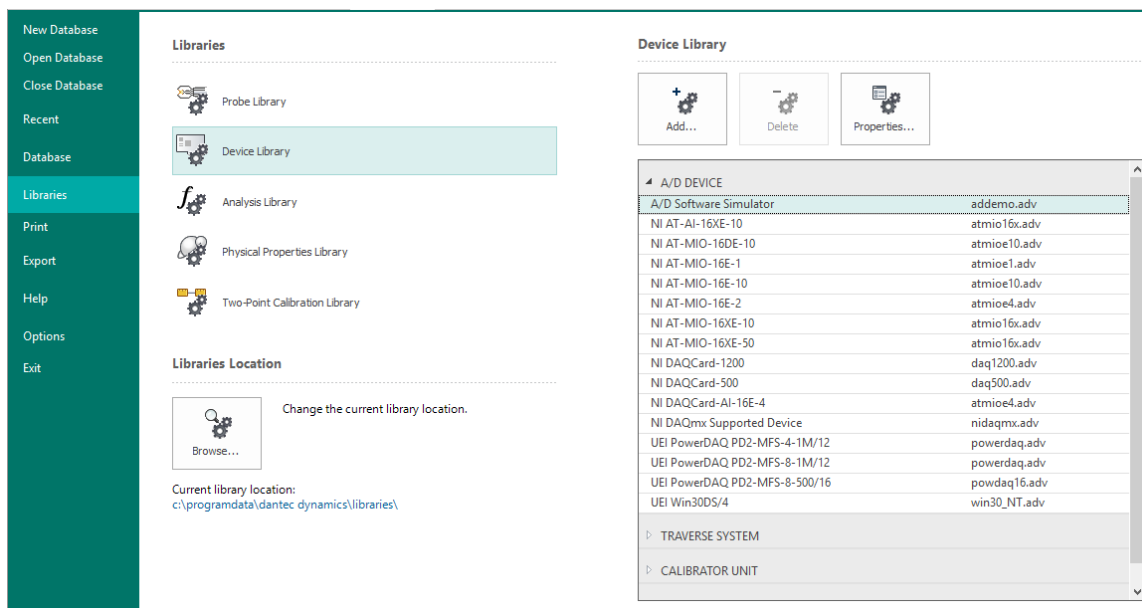 New Database
Open Database
Close Database
Recent
Database
Libraries
Print
Export
Help
Options
Exit
Libraries
Probe Library
Device Library
Analysis Library
Physical Properties Library
Two-Point Calibration Library
Libraries Location
Browse...
Change the current library location.
Current library location:
c:\programdata\dantec dynamics\libraries\
Device Library
Add...
Delete
Properties...
A/D DEVICE
A/D Software Simulator addemo.adv
NI AT-AI-16XE-10 atmio16x.adv
NI AT-MIO-16DE-10 atmioe10.adv
NI AT-MIO-16E-1 atmioe1.adv
NI AT-MIO-16E-10 atmioe10.adv
NI AT-MIO-16E-2 atmioe4.adv
NI AT-MIO-16XE-10 atmio16x.adv
NI AT-MIO-16XE-50 atmio16x.adv
NI DAQCard-1200 daq1200.adv
NI DAQCard-500 daq500.adv
NI DAQCard-AI-16E-4 atmioe4.adv
NI DAQmx Supported Device nidaqmx.adv
UEI PowerDAQ PD2-MFS-4-1M/12 powerdaq.adv
UEI PowerDAQ PD2-MFS-8-1M/12 powerdaq.adv
UEI PowerDAQ PD2-MFS-8-500/16 powdaq16.adv
UEI Win30DS/4 win30_NT.adv
TRAVERSE SYSTEM
CALIBRATOR UNIT